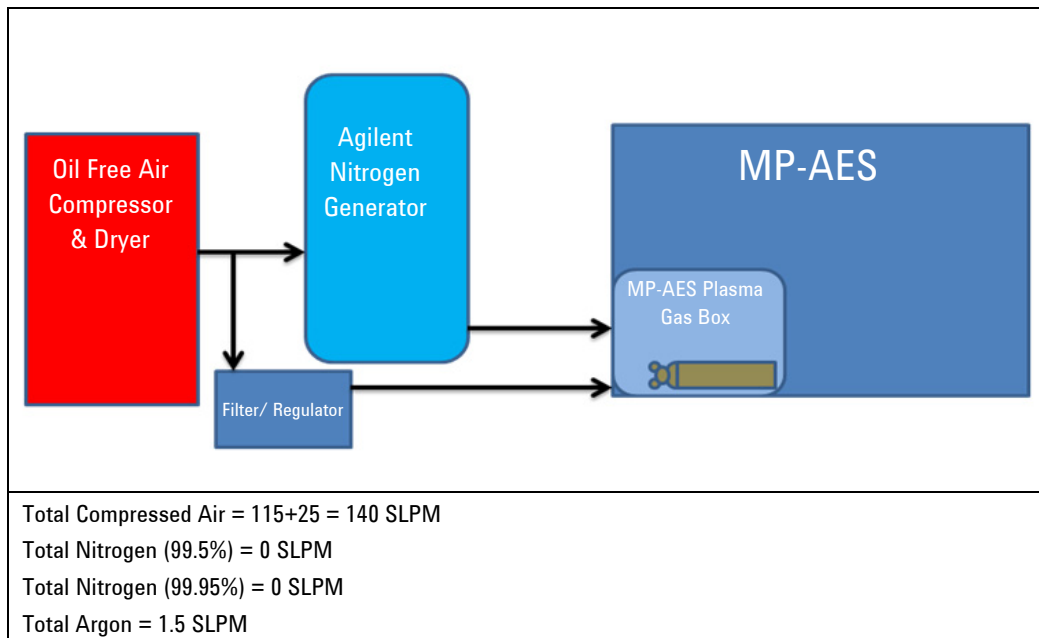 Oil Free Air
Compressor
& Dryer
Agilent
Nitrogen
Generator
MP-AES
MP-AES Plasma
Gas Box
Filter/ Regulator
Total Compressed Air = 115+25 = 140 SLPM
Total Nitrogen (99.5%) = 0 SLPM
Total Nitrogen (99.95%) = 0 SLPM
Total Argon = 1.5 SLPM